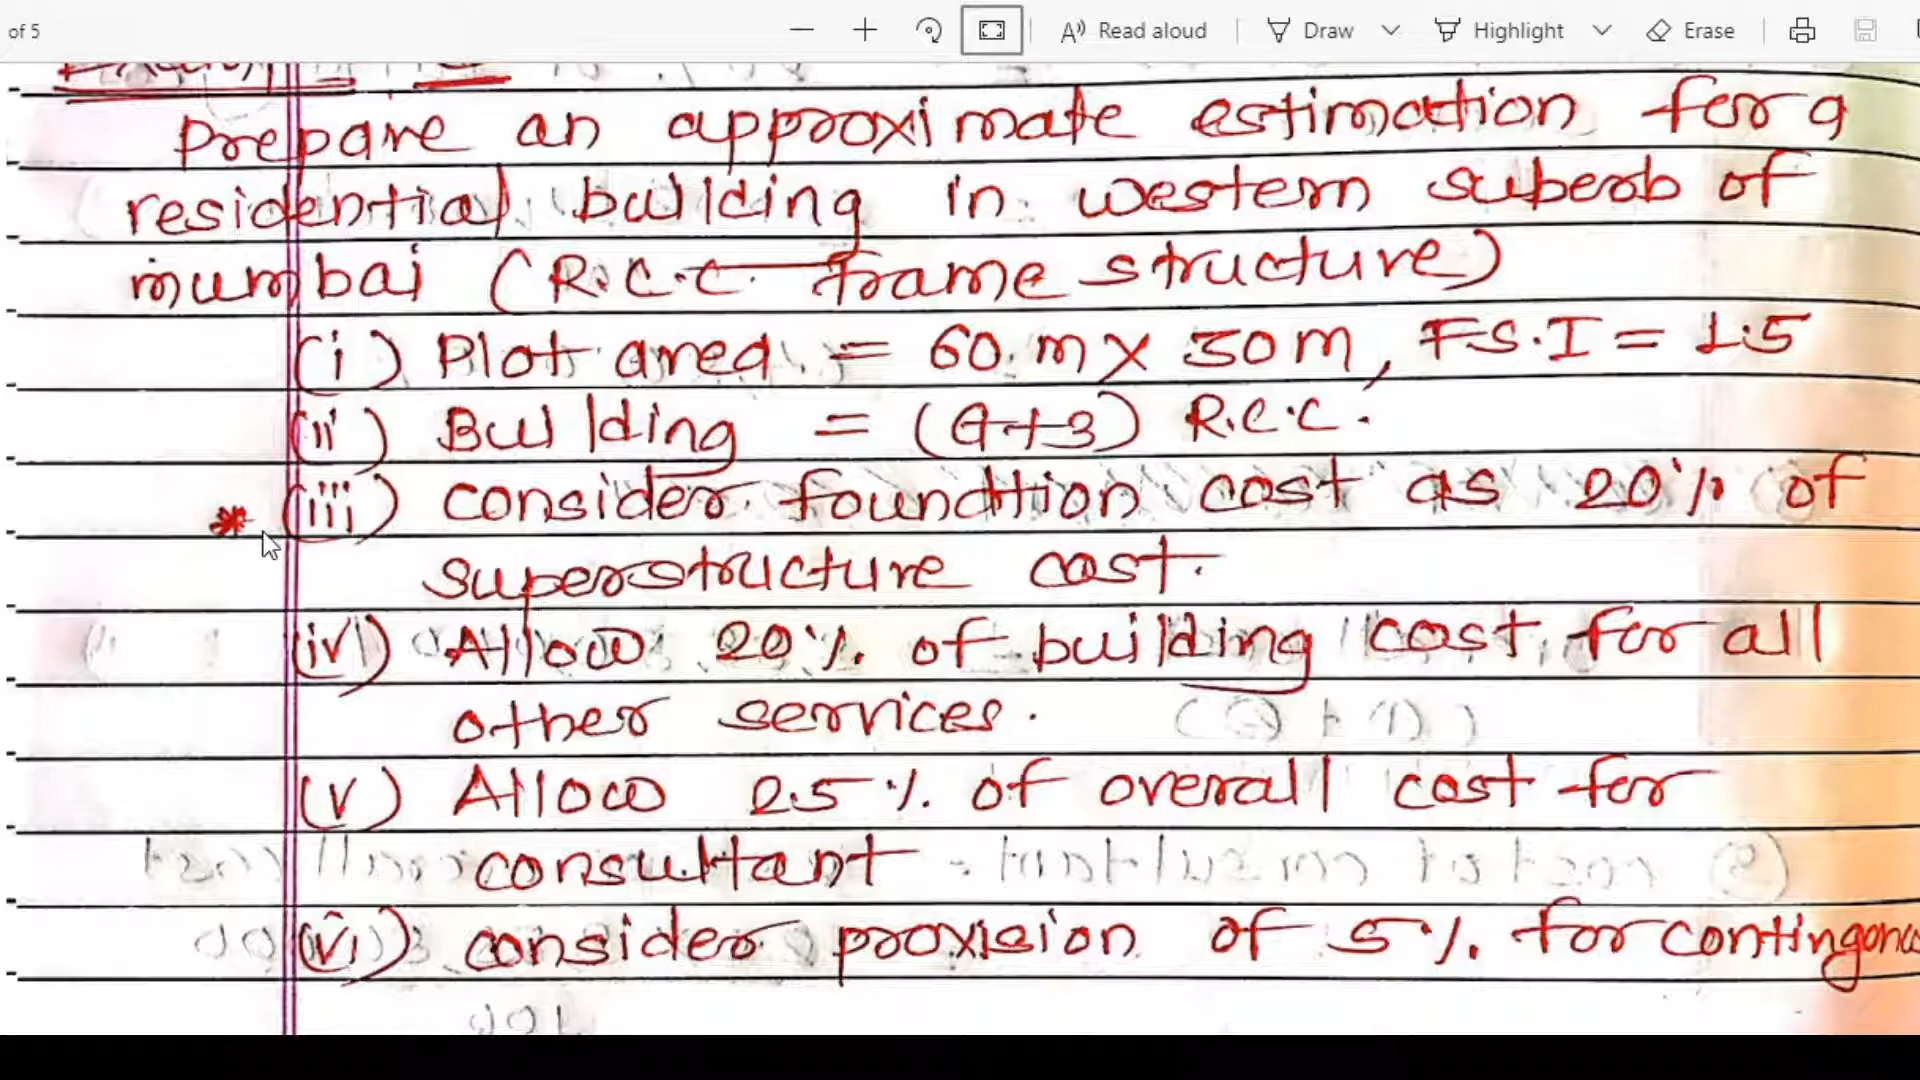 of 5
Read aloud
Draw
Highlight
Erase
prepare an approximate estimation for a
residential building in western suberb of
mumbai (R.C.C. frame structure)
(i) Plot area = 60 m X 30 m, F.S.I = 1.5
(ii) Building = (G+3) R.C.C.
* (iii) consider foundtion cost as 20% of
superstructure cost.
(iv) Allow 20%. of building cost for all
other services.
(v) Allow 2.5%. of overall cost for
consultant
(vi) consider provision of 5%. for